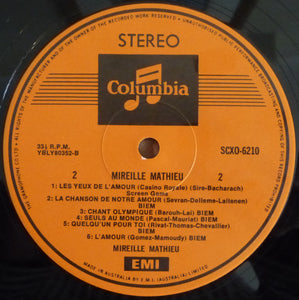 STEREO
Columbia
33⅓ R.P.M.
YBLY80352-B
SCXO-6210
2 MIREILLE MATHIEU 2
1: LES YEUX DE L'AMOUR (Casino Royale) (Sire-Bacharach)
Screen Gems
2: LA CHANSON DE NOTRE AMOUR (Sevran-Delleme-Laitenen)
BIEM
3: CHANT OLYMPIQUE (Barouh-Lai) BIEM
4: SEULS AU MONDE (Pascal-Mauriat) BIEM
5: QUELQU'UN POUR TOI (Rivat-Thomas-Chevallier)
BIEM
6: L'AMOUR (Gomez-Mamoudy) BIEM
MIREILLE MATHIEU
EMI
MADE IN AUSTRALIA BY E.M.I. (AUSTRALIA) LIMITED